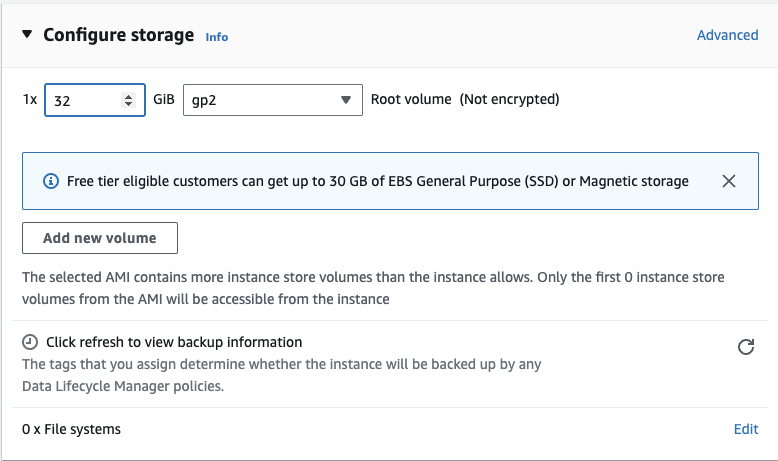 Configure storage Info Advanced
1x 32 GiB gp2 Root volume (Not encrypted)
Free tier eligible customers can get up to 30 GB of EBS General Purpose (SSD) or Magnetic storage
Add new volume
The selected AMI contains more instance store volumes than the instance allows. Only the first 0 instance store
volumes from the AMI will be accessible from the instance
Click refresh to view backup information
The tags that you assign determine whether the instance will be backed up by any
Data Lifecycle Manager policies.
0 x File systems Edit